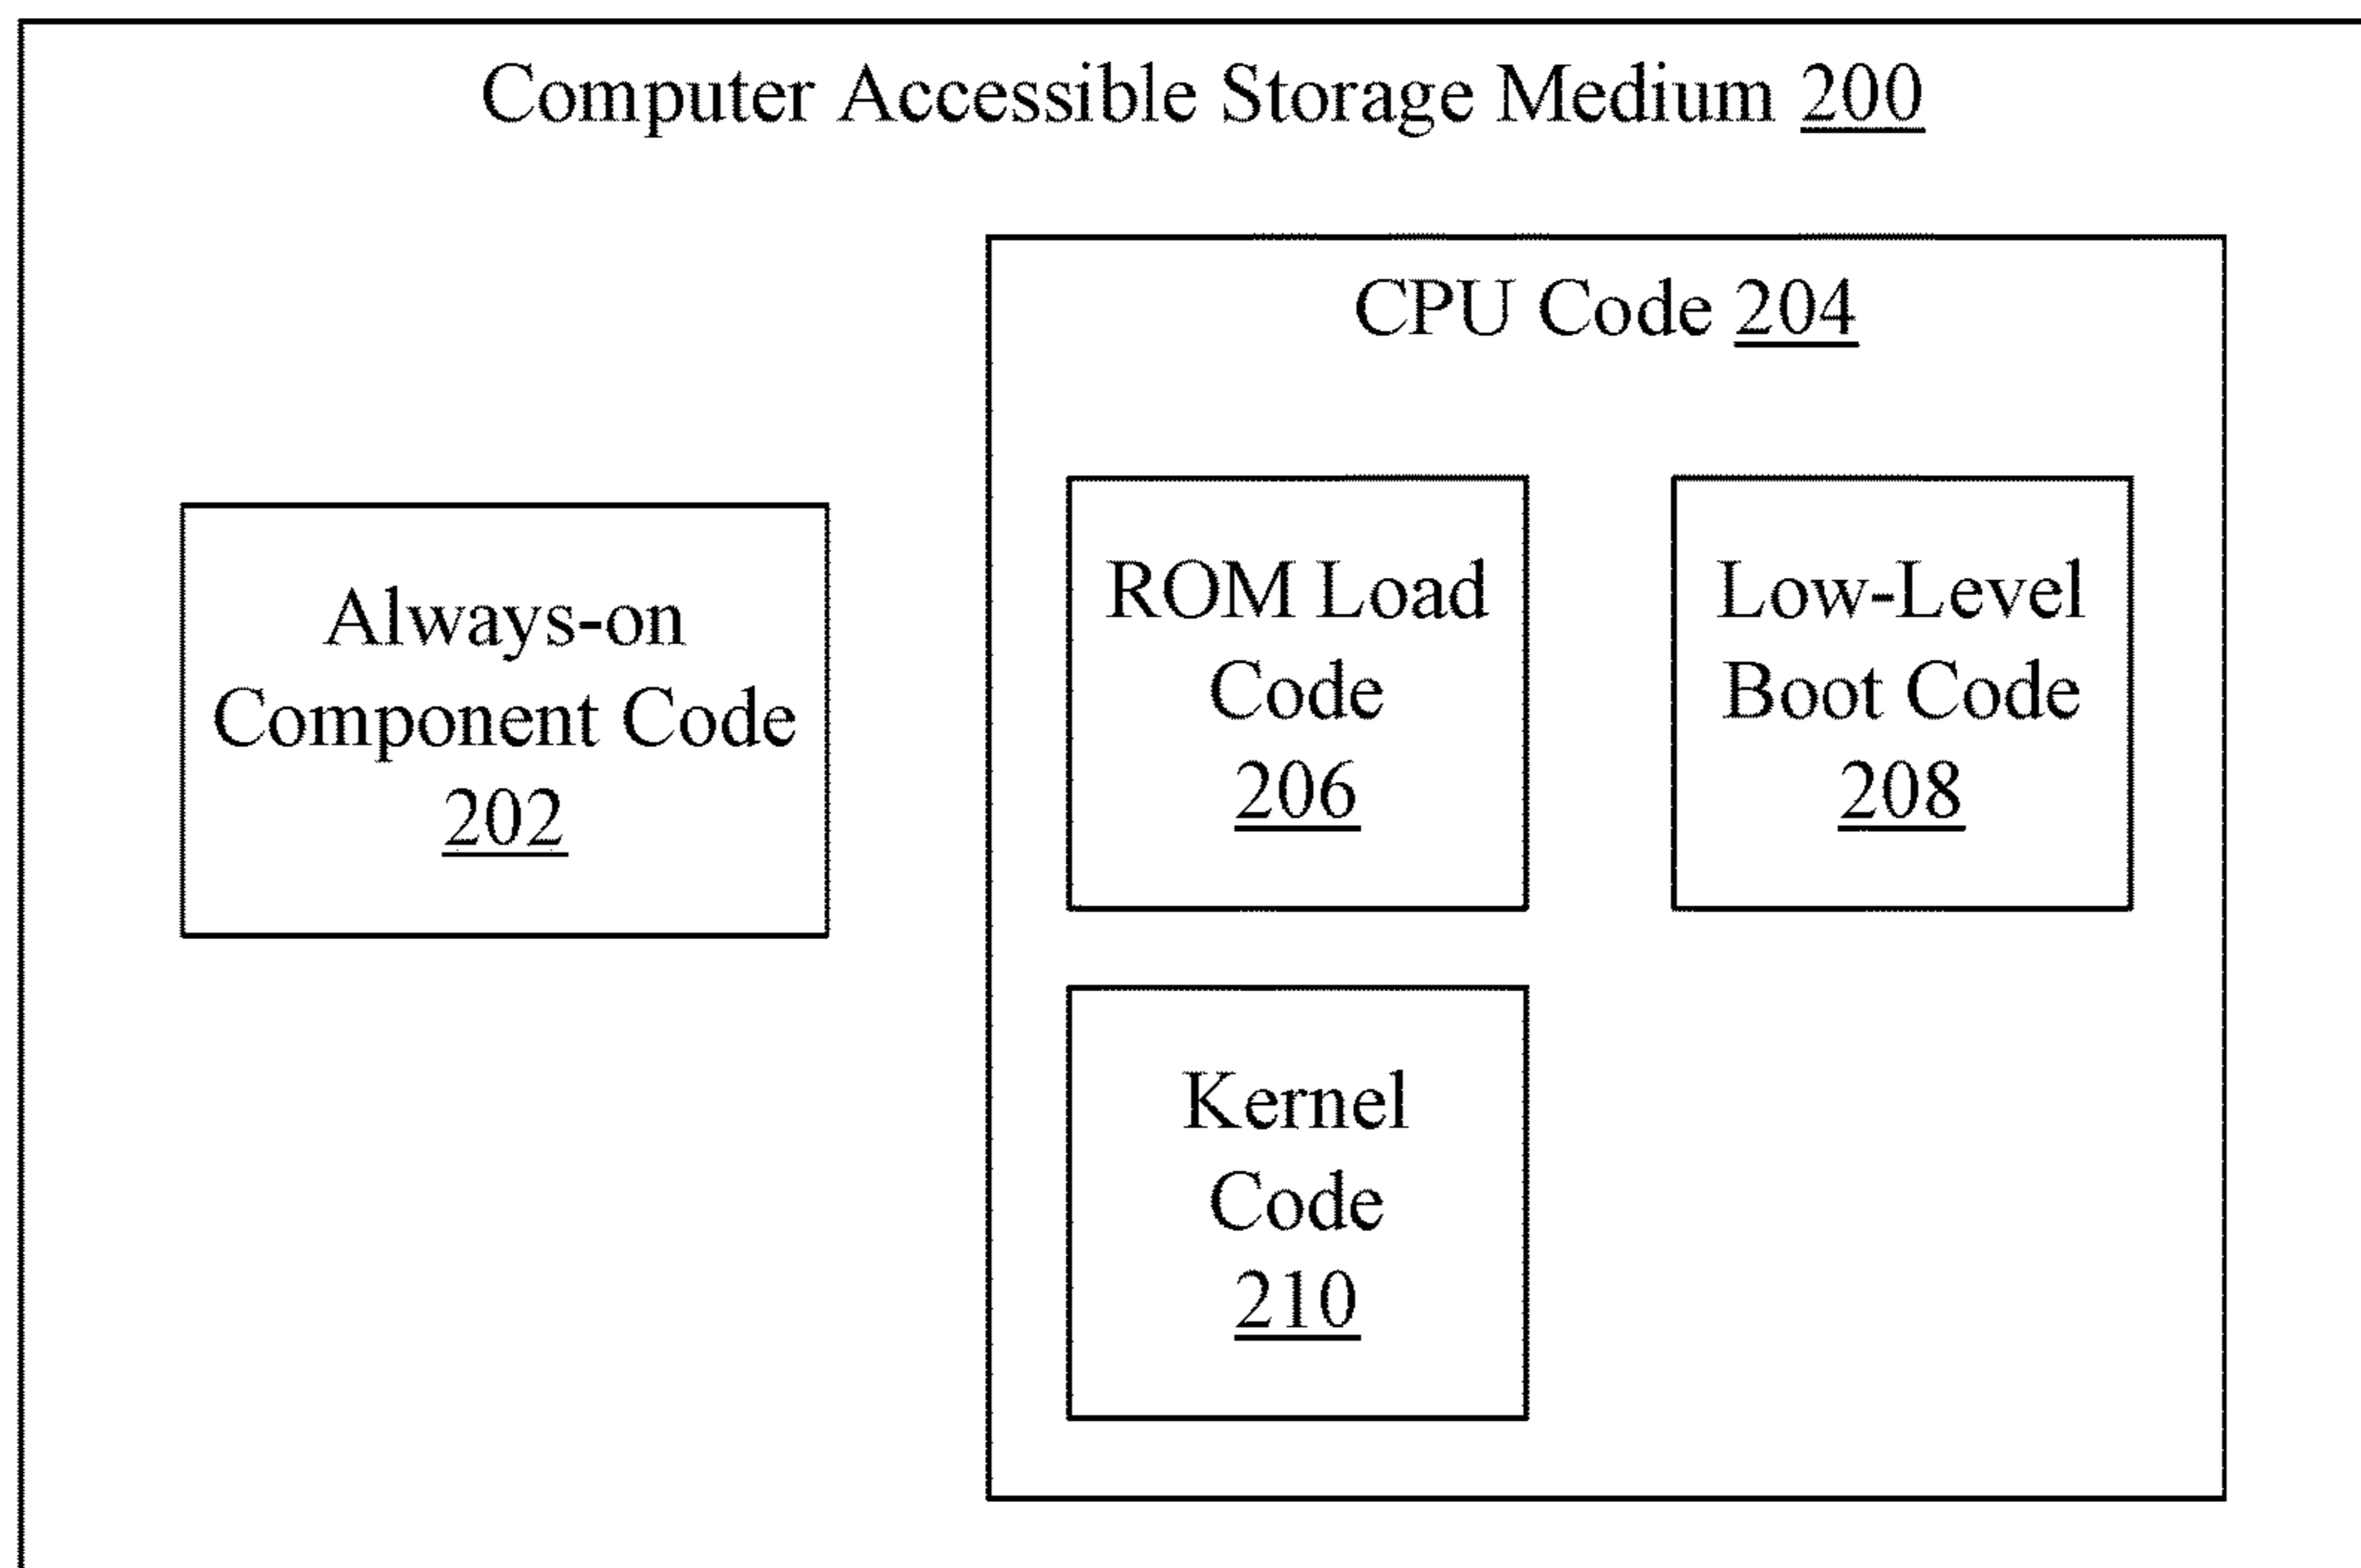 Computer Accessible Storage Medium 200
CPU Code 204
Always-on
Component Code
202
ROM Load
Code
206
Low-Level
Boot Code
208
Kernel
Code
210